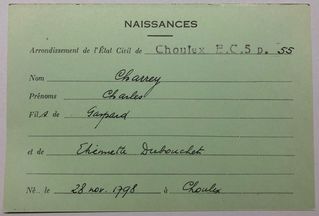 NAISSANCES
Arrondissement de l'État Civil de Choulex E.C.5 p. 55
Nom Charrey
Prénoms Charles
Fils de Gaspard
et de Etiennette Dubouchet
Né le 28 nov. 1798 à Choulex